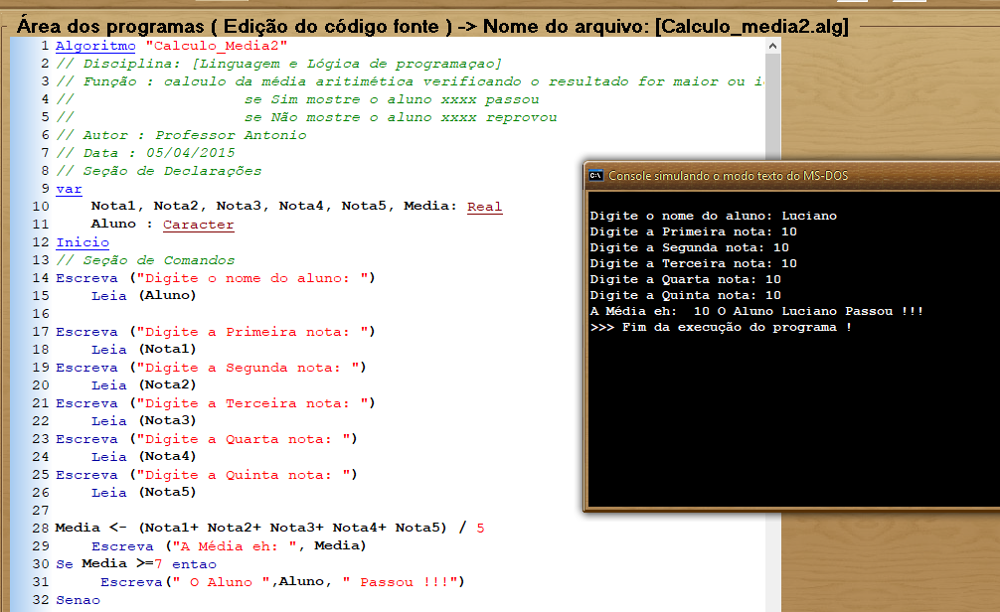 Área dos programas ( Edição do código fonte ) -> Nome do arquivo: [Calculo_media2.alg]
1 Algoritmo "Calculo_Media2"
2 // Disciplina: [Linguagem e Lógica de programaçao]
3 // Função : calculo da média aritimética verificando o resultado for maior ou
4 // se Sim mostre o aluno xxxx passou
5 // se Não mostre o aluno xxxx reprovou
6 // Autor : Professor Antonio
7 // Data : 05/04/2015
8 // Seção de Declarações
9 var
10 Nota1, Nota2, Nota3, Nota4, Nota5, Media: Real
11 Aluno : Caracter
12 Inicio
13 // Seção de Comandos
14 Escreva ("Digite o nome do aluno: ")
15 Leia (Aluno)
16
17 Escreva ("Digite a Primeira nota: ")
18 Leia (Nota1)
19 Escreva ("Digite a Segunda nota: ")
20 Leia (Nota2)
21 Escreva ("Digite a Terceira nota: ")
22 Leia (Nota3)
23 Escreva ("Digite a Quarta nota: ")
24 Leia (Nota4)
25 Escreva ("Digite a Quinta nota: ")
26 Leia (Nota5)
27
28 Media <- (Nota1+ Nota2+ Nota3+ Nota4+ Nota5) / 5
29 Escreva ("A Média eh: ", Media)
30 Se Media >=7 entao
31 Escreva(" O Aluno ",Aluno, " Passou !!!")
32 Senao
C:\ Console simulando o modo texto do MS-DOS
Digite o nome do aluno: Luciano
Digite a Primeira nota: 10
Digite a Segunda nota: 10
Digite a Terceira nota: 10
Digite a Quarta nota: 10
Digite a Quinta nota: 10
A Média eh:  10 O Aluno Luciano Passou !!!
>>> Fim da execução do programa !